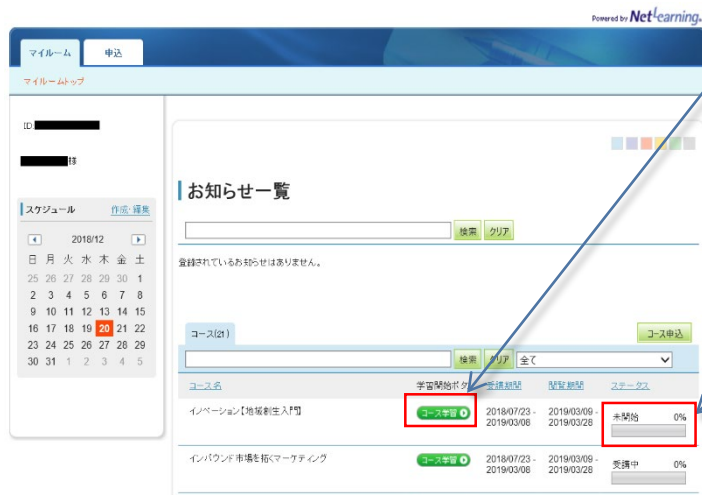 Powered by NetLearning.
マイルーム 申込
マイルームトップ
ID:
様
スケジュール 作成・編集
2018/12
日 月 火 水 木 金 土
25 26 27 28 29 30 1
2 3 4 5 6 7 8
9 10 11 12 13 14 15
16 17 18 19 20 21 22
23 24 25 26 27 28 29
30 31 1 2 3 4 5
お知らせ一覧
検索 クリア
登録されているお知らせはありません。
コース(21) コース申込
検索 クリア 全て
コース名 学習開始ボタン 受講期間 閲覧期間 ステータス
イノベーション【地域創生入門】 コース学習 2018/07/23 - 2019/03/09 - 未開始 0%
2019/03/08 2019/03/28
インバウンド市場を拓くマーケティング コース学習 2018/07/23 - 2019/03/09 - 受講中 0%
2019/03/08 2019/03/28